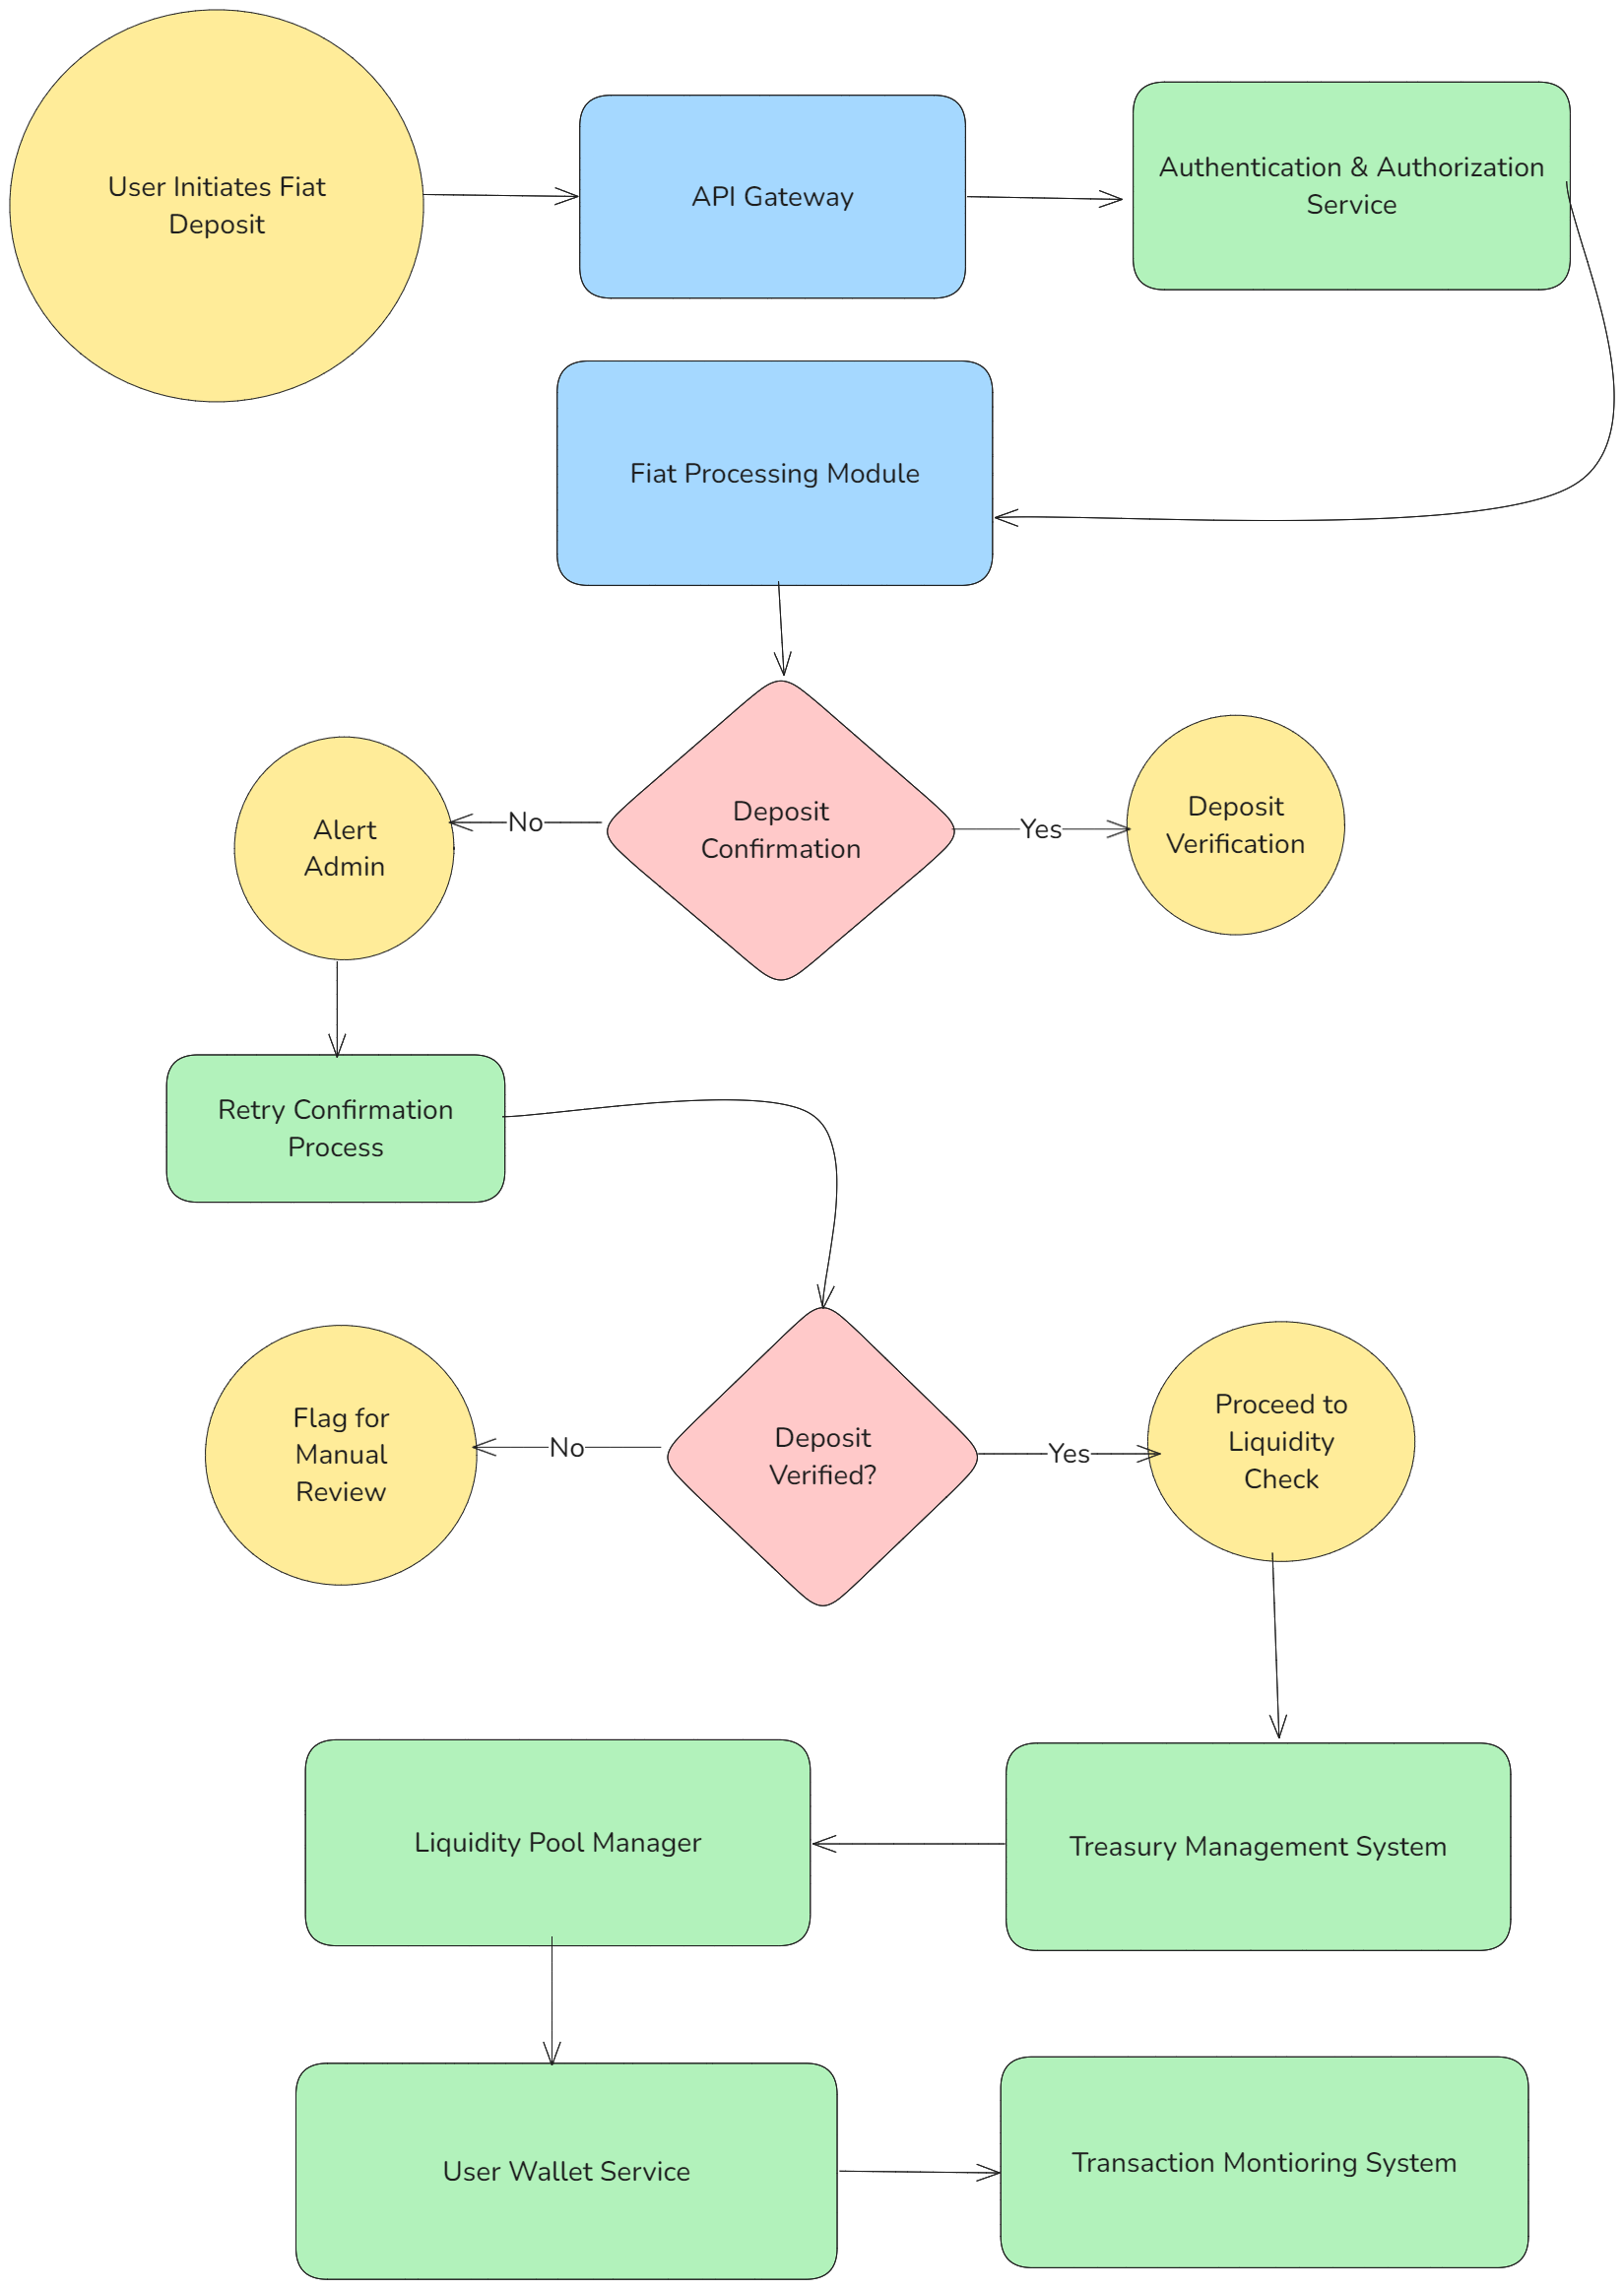 User Initiates Fiat
Deposit
API Gateway
Authentication & Authorization
Service
Fiat Processing Module
Deposit
Confirmation
No
Yes
Alert
Admin
Deposit
Verification
Retry Confirmation
Process
Deposit
Verified?
No
Yes
Flag for
Manual
Review
Proceed to
Liquidity
Check
Liquidity Pool Manager
Treasury Management System
User Wallet Service
Transaction Montioring System